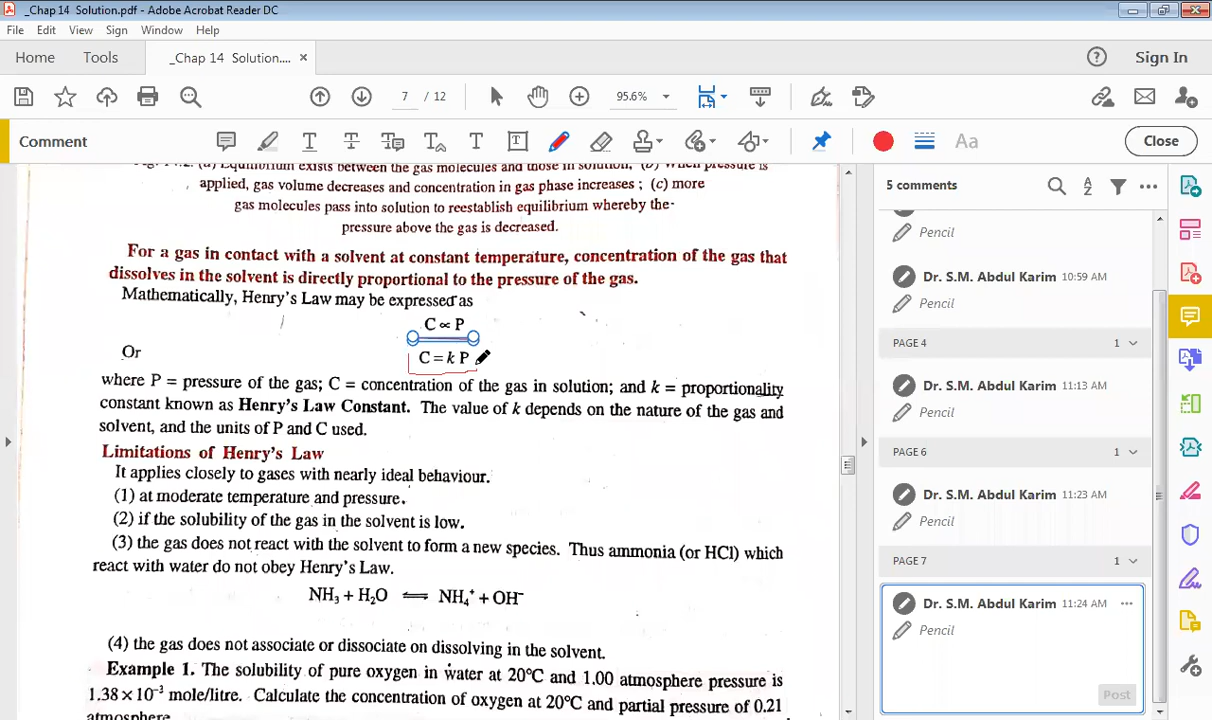 _Chap 14  Solution.pdf - Adobe Acrobat Reader DC
File  Edit  View  Sign  Window  Help
Home  Tools  _Chap 14  Solution....  ×  Sign In
7  / 12  95.6%
Comment  Aa  Close
applied, gas volume decreases and concentration in gas phase increases ; (c) more
gas molecules pass into solution to reestablish equilibrium whereby the
pressure above the gas is decreased.
For a gas in contact with a solvent at constant temperature, concentration of the gas that
dissolves in the solvent is directly proportional to the pressure of the gas.
Mathematically, Henry's Law may be expressed as
C ∝ P
Or
C = k P
where P = pressure of the gas; C = concentration of the gas in solution; and k = proportionality
constant known as Henry's Law Constant. The value of k depends on the nature of the gas and
solvent, and the units of P and C used.
Limitations of Henry's Law
It applies closely to gases with nearly ideal behaviour.
(1) at moderate temperature and pressure.
(2) if the solubility of the gas in the solvent is low.
(3) the gas does not react with the solvent to form a new species. Thus ammonia (or HCl) which
react with water do not obey Henry's Law.
NH₃ + H₂O ⇌ NH₄⁺ + OH⁻
(4) the gas does not associate or dissociate on dissolving in the solvent.
Example 1. The solubility of pure oxygen in water at 20°C and 1.00 atmosphere pressure is
1.38 × 10⁻³ mole/litre. Calculate the concentration of oxygen at 20°C and partial pressure of 0.21
atmosphere
5 comments
Pencil
Dr. S.M. Abdul Karim  10:59 AM
Pencil
PAGE 4  1
Dr. S.M. Abdul Karim  11:13 AM
Pencil
PAGE 6  1
Dr. S.M. Abdul Karim  11:23 AM
Pencil
PAGE 7  1
Dr. S.M. Abdul Karim  11:24 AM
Pencil
Post